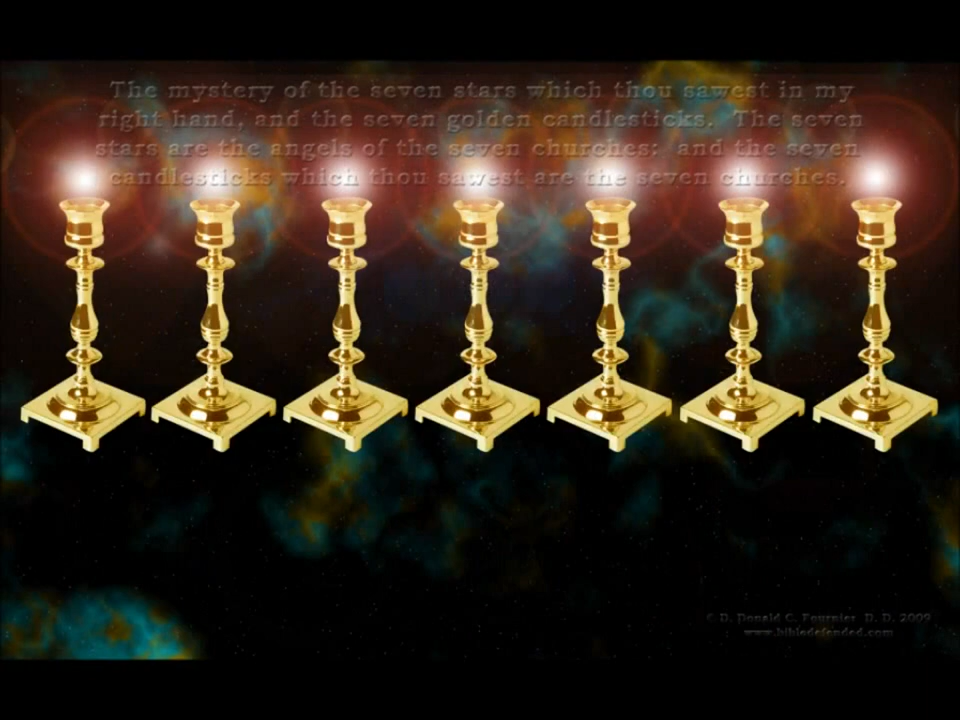 The mystery of the seven stars which thou sawest in my
right hand, and the seven golden candlesticks. The seven
stars are the angels of the seven churches: and the seven
candlesticks which thou sawest are the seven churches.
© D. Donald C. Fournier D. D. 2009
www.bibledefended.com